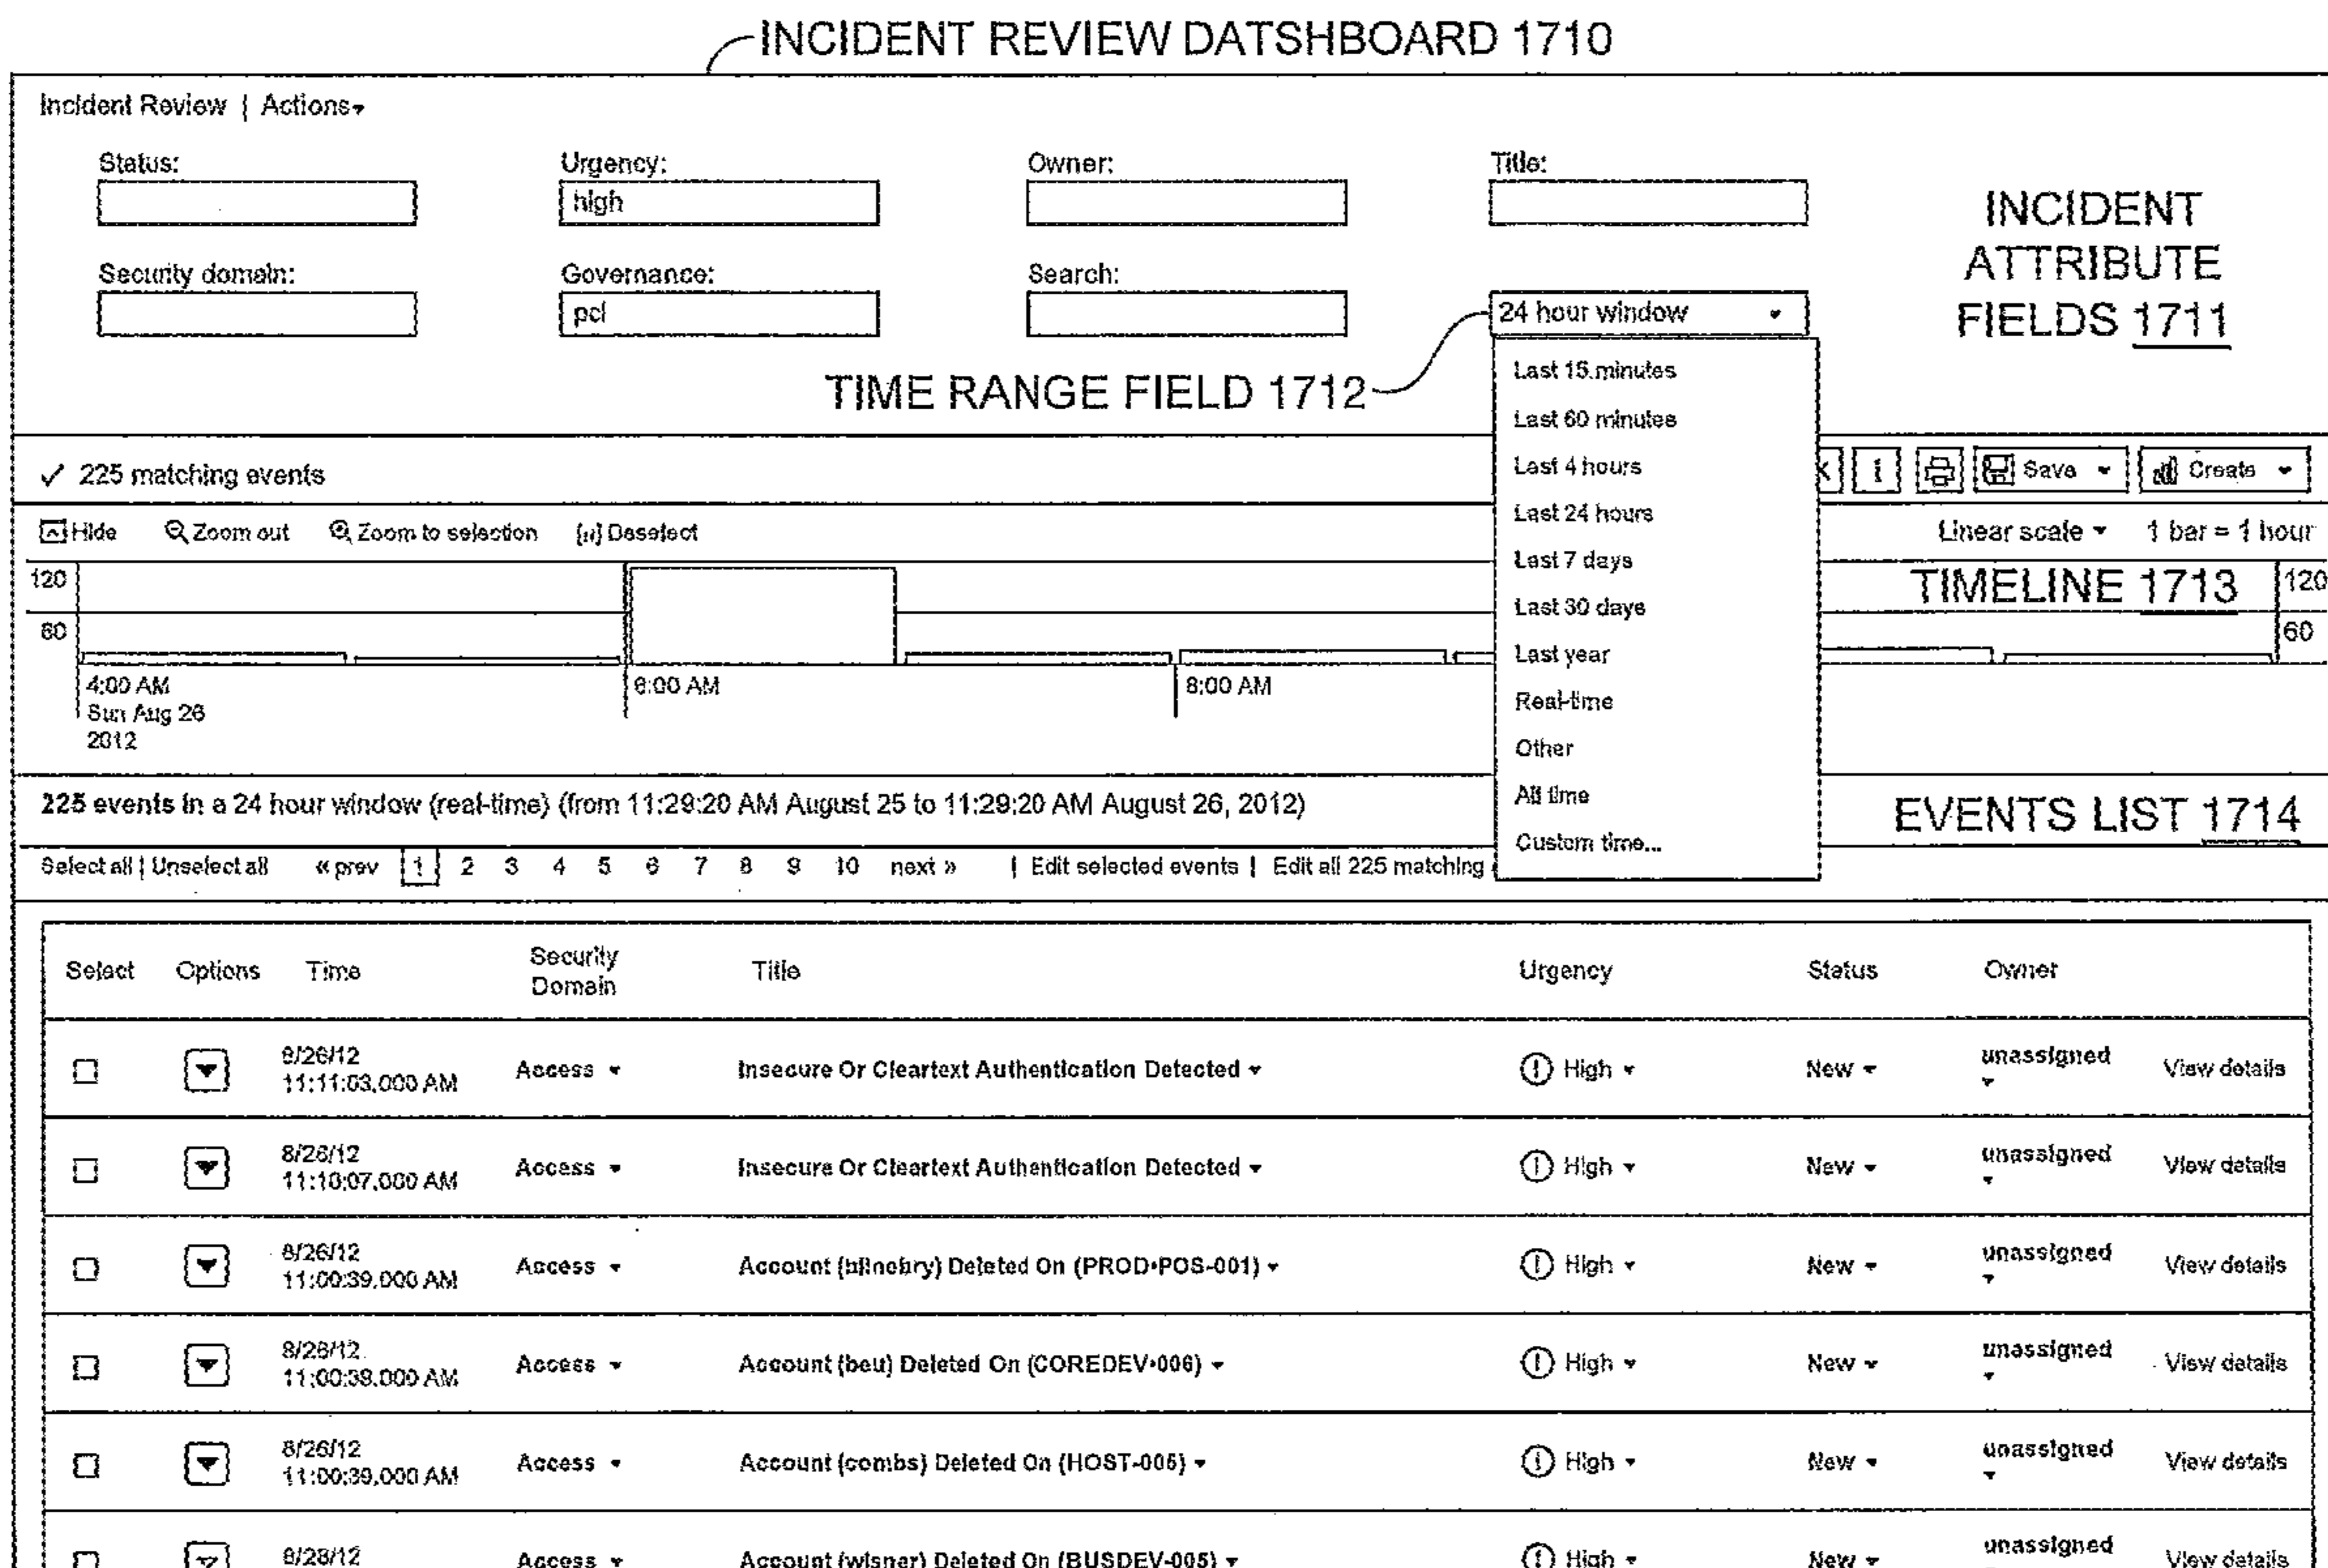 INCIDENT REVIEW DATSHBOARD 1710
Incident Review | Actions
Status:
Urgency:
Owner:
Title:
high
INCIDENT
ATTRIBUTE
FIELDS 1711
Security domain:
Governance:
Search:
pci
24 hour window
TIME RANGE FIELD 1712
Last 15 minutes
Last 60 minutes
Last 4 hours
Last 24 hours
Last 7 days
Last 30 days
Last year
Real-time
Other
All time
Custom time...
✓ 225 matching events
i
Save
Create
Hide
Zoom out
Zoom to selection
Deselect
Linear scale
1 bar = 1 hour
TIMELINE 1713
120
60
120
60
4:00 AM
Sun Aug 26
2012
6:00 AM
8:00 AM
225 events in a 24 hour window (real-time) (from 11:29:20 AM August 25 to 11:29:20 AM August 26, 2012)
EVENTS LIST 1714
Select all | Unselect all « prev 1 2 3 4 5 6 7 8 9 10 next » | Edit selected events | Edit all 225 matching
Select Options Time Security Domain Title Urgency Status Owner
8/26/12 11:11:03.000 AM Access Insecure Or Cleartext Authentication Detected High New unassigned View details
8/26/12 11:10:07.000 AM Access Insecure Or Cleartext Authentication Detected High New unassigned View details
8/26/12 11:00:39.000 AM Access Account (blinebry) Deleted On (PROD-POS-001) High New unassigned View details
8/26/12 11:00:39.000 AM Access Account (beu) Deleted On (COREDEV-006) High New unassigned View details
8/26/12 11:00:39.000 AM Access Account (combs) Deleted On (HOST-005) High New unassigned View details
8/26/12 Access Account (wisner) Deleted On (BUSDEV-005) High New unassigned View details